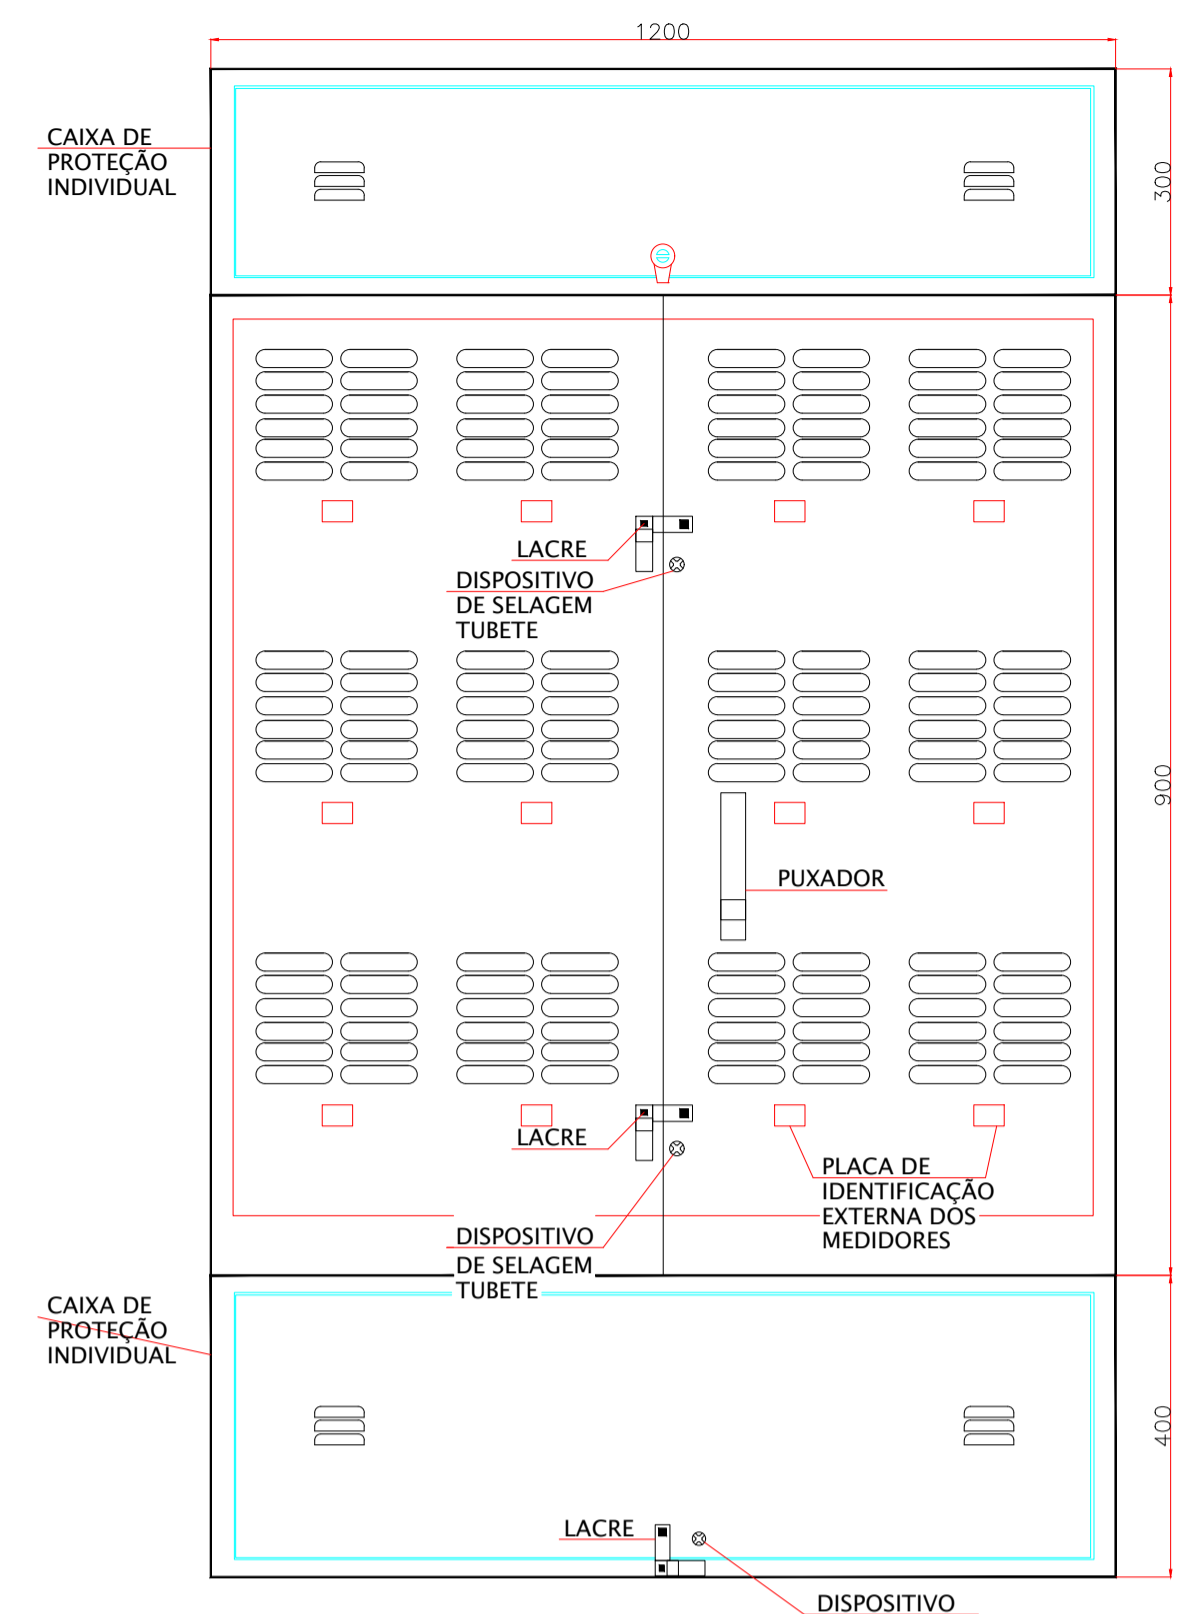 1200
CAIXA DE
PROTEÇÃO
INDIVIDUAL
300
LACRE
DISPOSITIVO
DE SELAGEM
TUBETE
900
PUXADOR
LACRE
PLACA DE
IDENTIFICAÇÃO
EXTERNA DOS
MEDIDORES
DISPOSITIVO
DE SELAGEM
TUBETE
CAIXA DE
PROTEÇÃO
INDIVIDUAL
400
LACRE
DISPOSITIVO